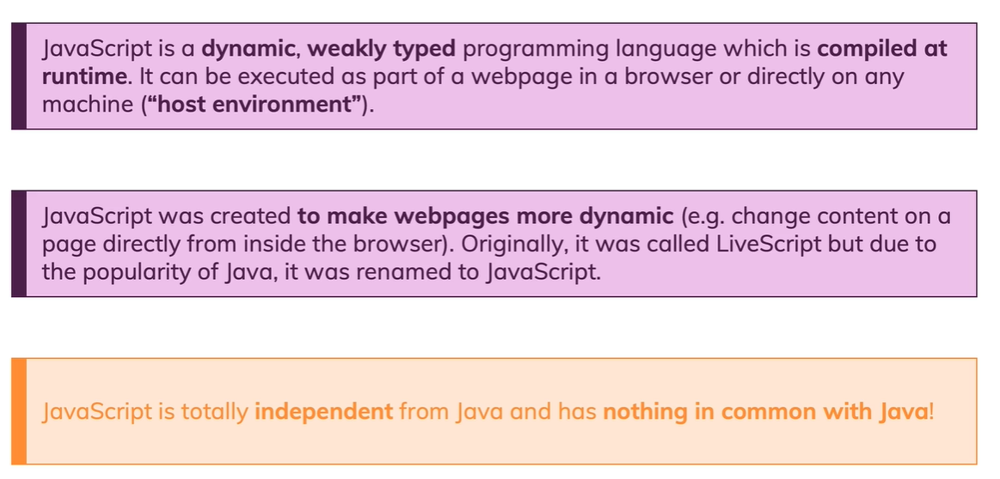 JavaScript is a dynamic, weakly typed programming language which is compiled at
runtime. It can be executed as part of a webpage in a browser or directly on any
machine (“host environment”).
JavaScript was created to make webpages more dynamic (e.g. change content on a
page directly from inside the browser). Originally, it was called LiveScript but due to
the popularity of Java, it was renamed to JavaScript.
JavaScript is totally independent from Java and has nothing in common with Java!